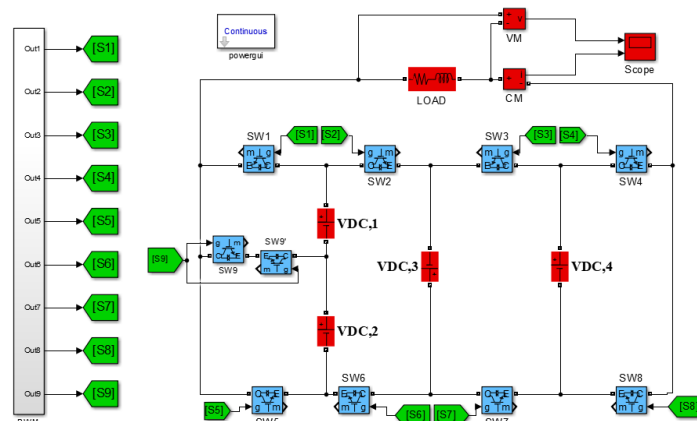 Out1
[S1]
Out2
[S2]
Out3
[S3]
Out4
[S4]
Out5
[S5]
Out6
[S6]
Out7
[S7]
Out8
[S8]
Out9
[S9]
Continuous
powergui
VM
Scope
LOAD
CM
SW1
[S1] [S2]
SW2
SW3
[S3] [S4]
SW4
m g
B C
g m
C E
m g
B C
g m
C E
VDC,1
[S9]
g m
C E
SW9
SW9'
E C
m g
VDC,3
VDC,4
VDC,2
[S5]
C E
g m
SW6
E C
m g
[S6] [S7]
C E
g m
SW7
SW8
E C
m g
[S8